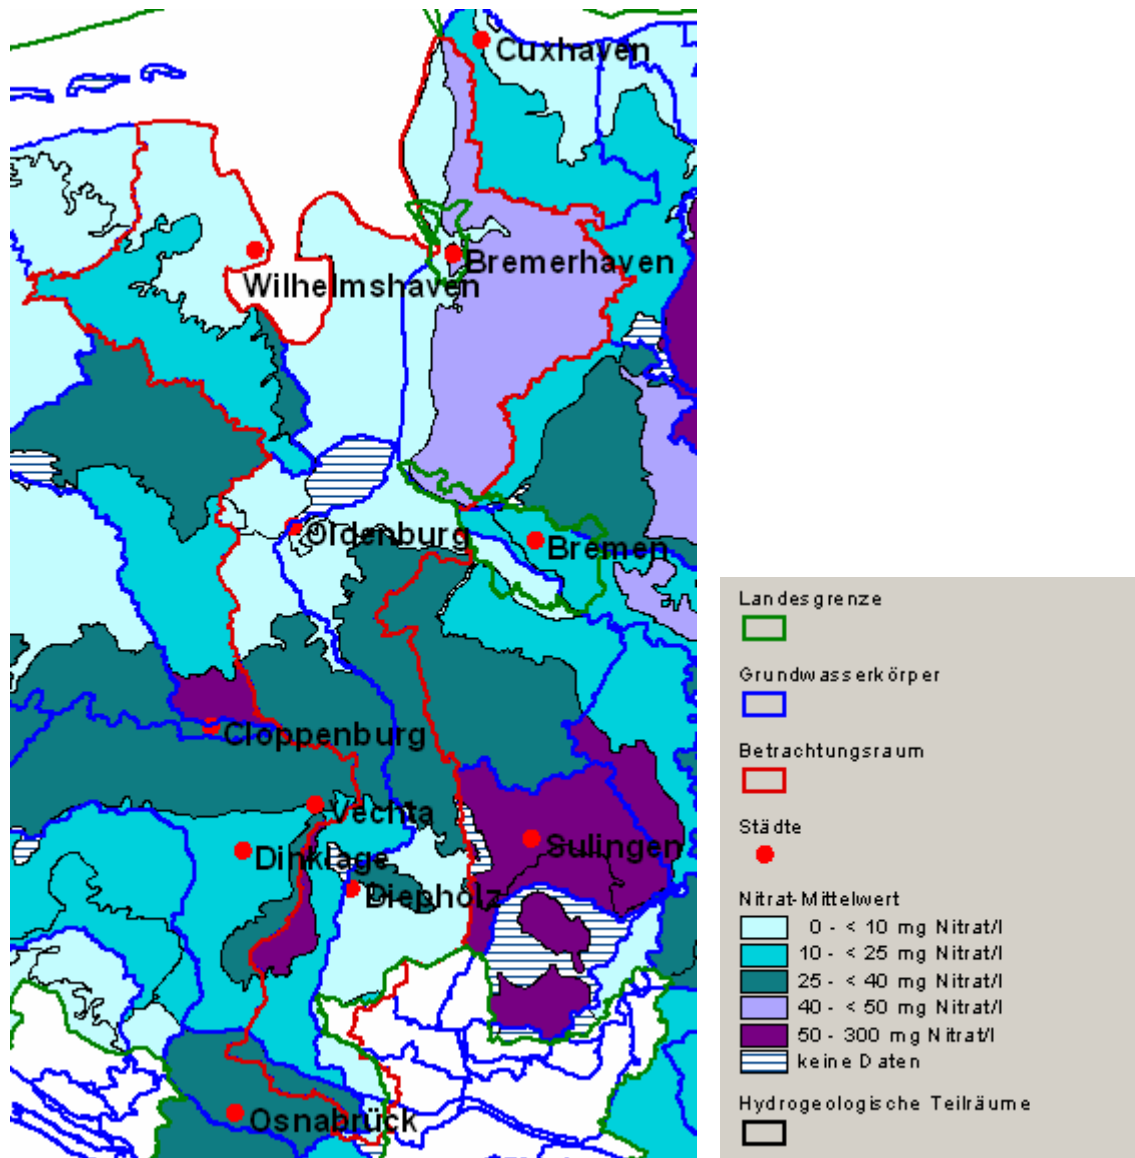 Cuxhaven
Bremerhaven
Wilhelmshaven
Oldenburg
Bremen
Cloppenburg
Vechta
Sulingen
Dinklage
Diepholz
Osnabrück
Landesgrenze
Grundwasserkörper
Betrachtungsraum
Städte
Nitrat-Mittelwert
0 - < 10 mg Nitrat/l
10 - < 25 mg Nitrat/l
25 - < 40 mg Nitrat/l
40 - < 50 mg Nitrat/l
50 - 300 mg Nitrat/l
keine Daten
Hydrogeologische Teilräume